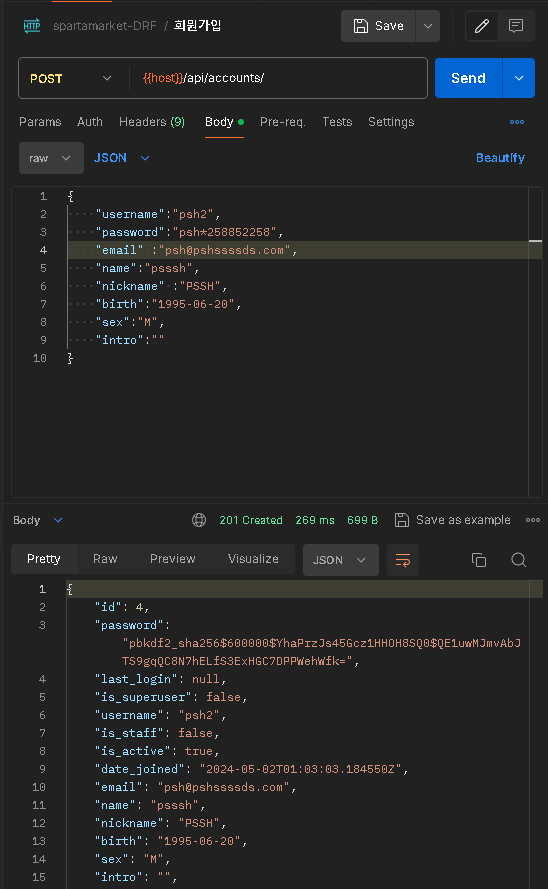 HTTP spartamarket-DRF / 회원가입 Save
POST {{host}}/api/accounts/ Send
Params Auth Headers (9) Body Pre-req. Tests Settings
raw JSON Beautify
1 {
2 "username":"psh2",
3 "password":"psh*258852258",
4 "email" :"psh@pshssssds.com",
5 "name":"psssh",
6 "nickname" :"PSSH",
7 "birth":"1995-06-20",
8 "sex":"M",
9 "intro":""
10 }
Body 201 Created 269 ms 699 B Save as example
Pretty Raw Preview Visualize JSON
1 {
2 "id": 4,
3 "password":
"pbkdf2_sha256$600000$YhaPrzJs45Gcz1HHOH8SQ0$QE1uwMJmvAbJ
TS9gqQC8N7hELfS3ExHGC7DPPWehWfk=",
4 "last_login": null,
5 "is_superuser": false,
6 "username": "psh2",
7 "is_staff": false,
8 "is_active": true,
9 "date_joined": "2024-05-02T01:03:03.184550Z",
10 "email": "psh@pshssssds.com",
11 "name": "psssh",
12 "nickname": "PSSH",
13 "birth": "1995-06-20",
14 "sex": "M",
15 "intro": "",